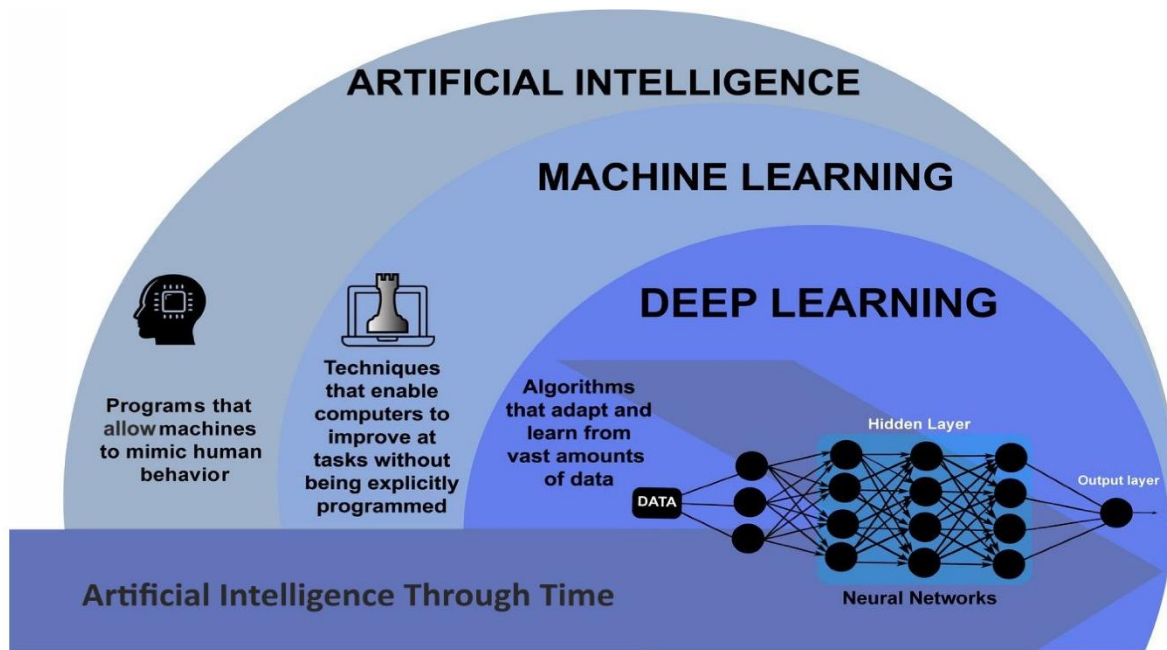 ARTIFICIAL INTELLIGENCE
MACHINE LEARNING
DEEP LEARNING
Programs that
allow machines
to mimic human
behavior
Techniques
that enable
computers to
improve at
tasks without
being explicitly
programmed
Algorithms
that adapt and
learn from
vast amounts
of data
DATA
Hidden Layer
Output layer
Neural Networks
Artificial Intelligence Through Time